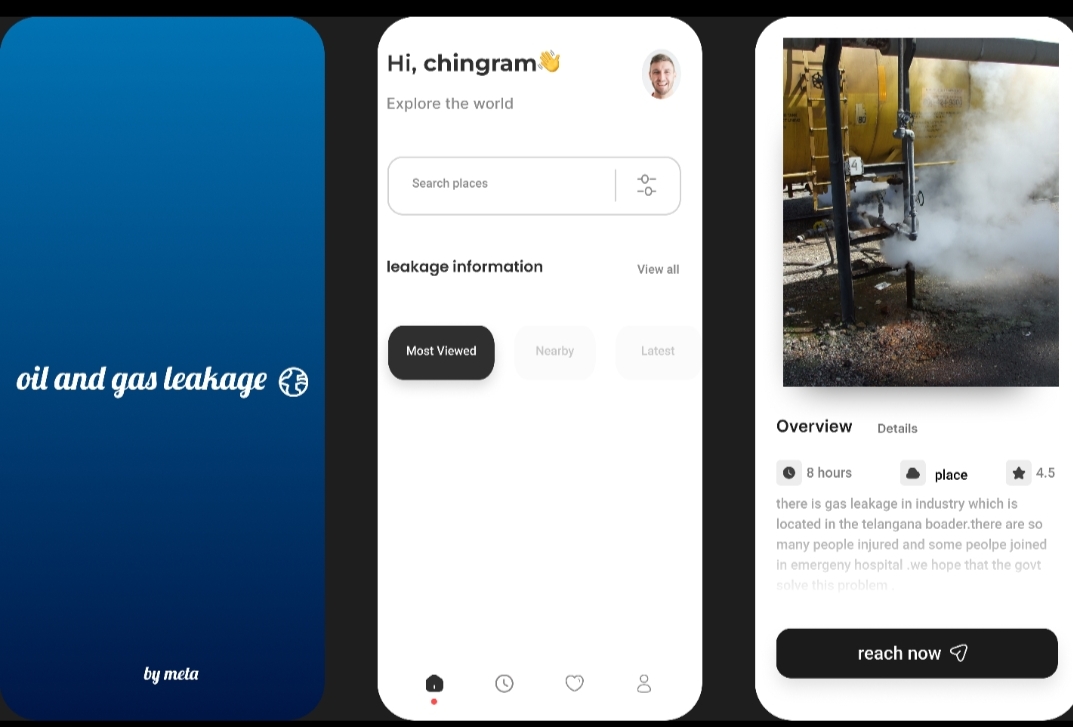 oil and gas leakage
by meta
Hi, chingram👋
Explore the world
Search places
leakage information
View all
Most Viewed
Nearby
Latest
4
Overview
Details
8 hours
place
4.5
there is gas leakage in industry which is
located in the telangana boader.there are so
many people injured and some peolpe joined
in emergeny hospital .we hope that the govt
solve this problem .
reach now